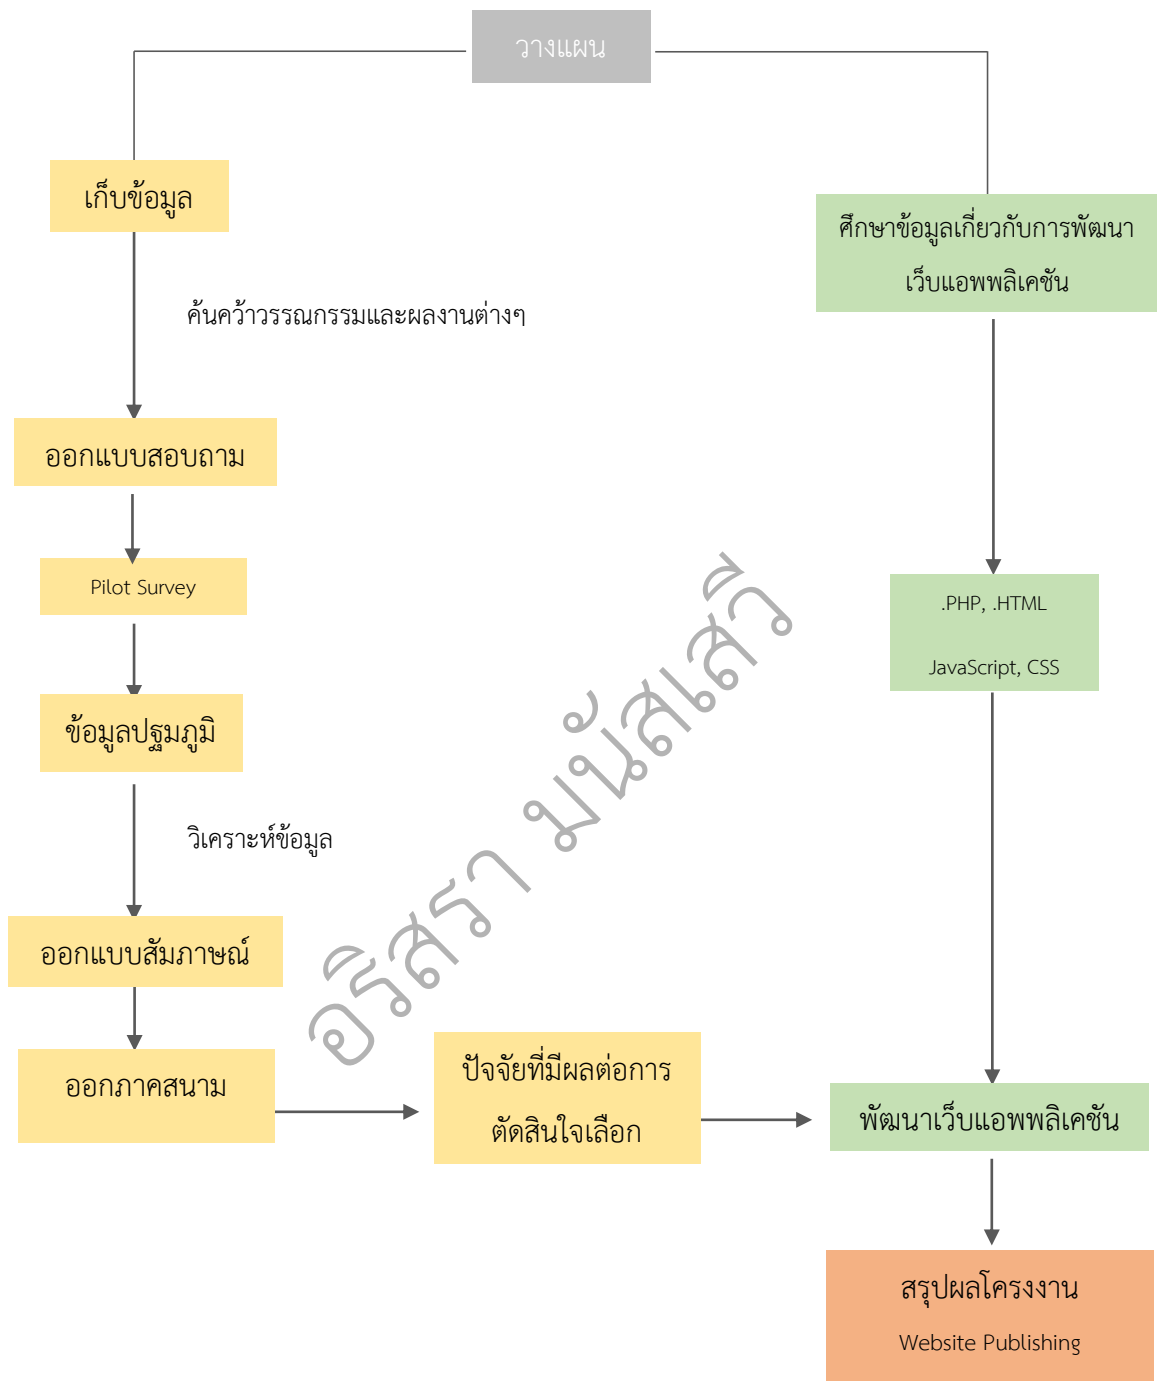 วางแผน
เก็บข้อมูล
ศึกษาข้อมูลเกี่ยวกับการพัฒนา
เว็บแอพพลิเคชัน
ค้นคว้าวรรณกรรมและผลงานต่างๆ
ออกแบบสอบถาม
Pilot Survey
.PHP, .HTML
JavaScript, CSS
ข้อมูลปฐมภูมิ
วิเคราะห์ข้อมูล
ออกแบบสัมภาษณ์
ออกภาคสนาม
ปัจจัยที่มีผลต่อการ
ตัดสินใจเลือก
พัฒนาเว็บแอพพลิเคชัน
สรุปผลโครงงาน
Website Publishing
อริสรา มนัสเสวี